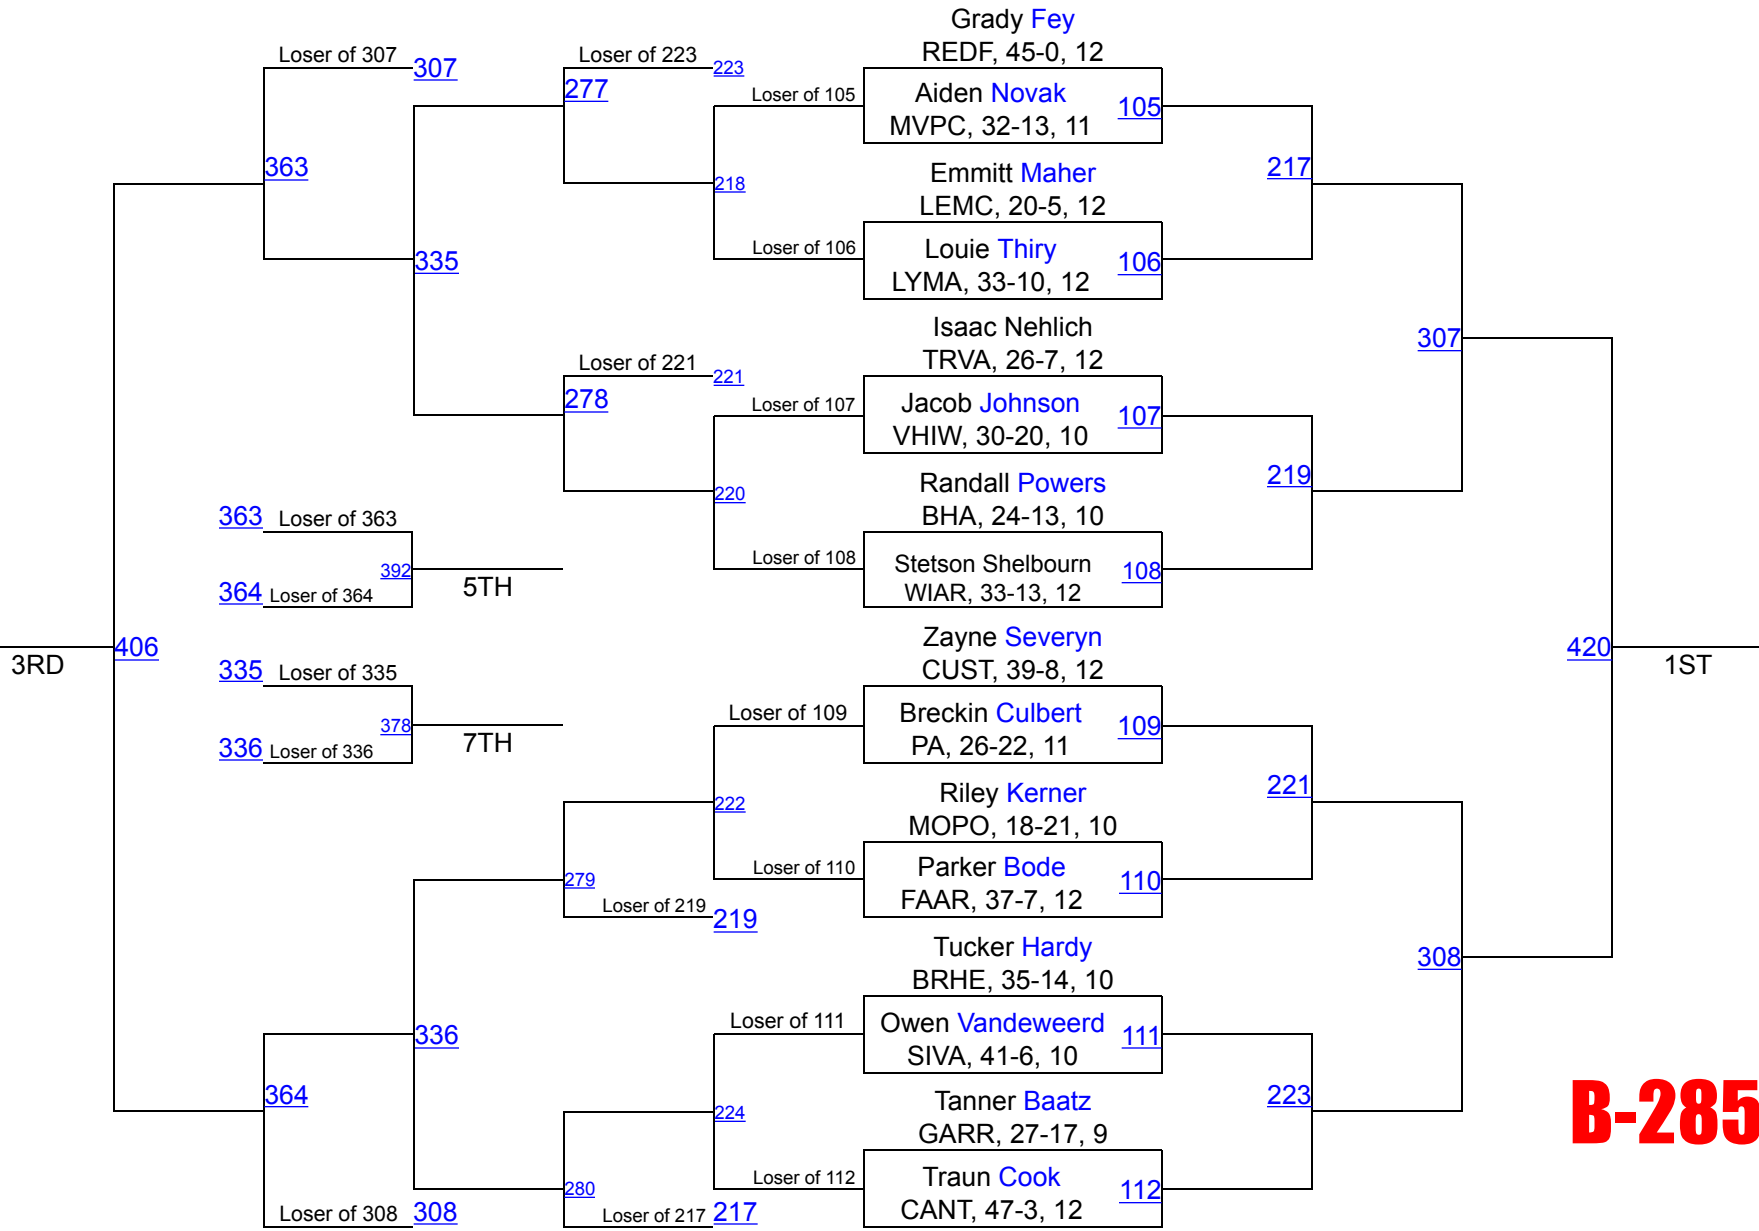 Grady Fey
REDF, 45-0, 12
Loser of 307
307
Loser of 223
223
277
Loser of 105
Aiden Novak
MVPC, 32-13, 11
105
363
218
Emmitt Maher
LEMC, 20-5, 12
217
335
Loser of 106
Louie Thiry
LYMA, 33-10, 12
106
Isaac Nehlich
TRVA, 26-7, 12
307
Loser of 221
221
278
Loser of 107
Jacob Johnson
VHIW, 30-20, 10
107
220
Randall Powers
BHA, 24-13, 10
219
363
Loser of 363
392
5TH
364
Loser of 364
Loser of 108
Stetson Shelbourn
WIAR, 33-13, 12
108
Zayne Severyn
CUST, 39-8, 12
3RD
406
420
1ST
335
Loser of 335
378
7TH
336
Loser of 336
Loser of 109
Breckin Culbert
PA, 26-22, 11
109
222
Riley Kerner
MOPO, 18-21, 10
221
Loser of 110
Parker Bode
FAAR, 37-7, 12
110
279
Loser of 219
219
Tucker Hardy
BRHE, 35-14, 10
308
336
Loser of 111
Owen Vandeweerd
SIVA, 41-6, 10
111
364
224
Tanner Baatz
GARR, 27-17, 9
223
B-285
280
Loser of 112
Traun Cook
CANT, 47-3, 12
112
Loser of 308
308
Loser of 217
217